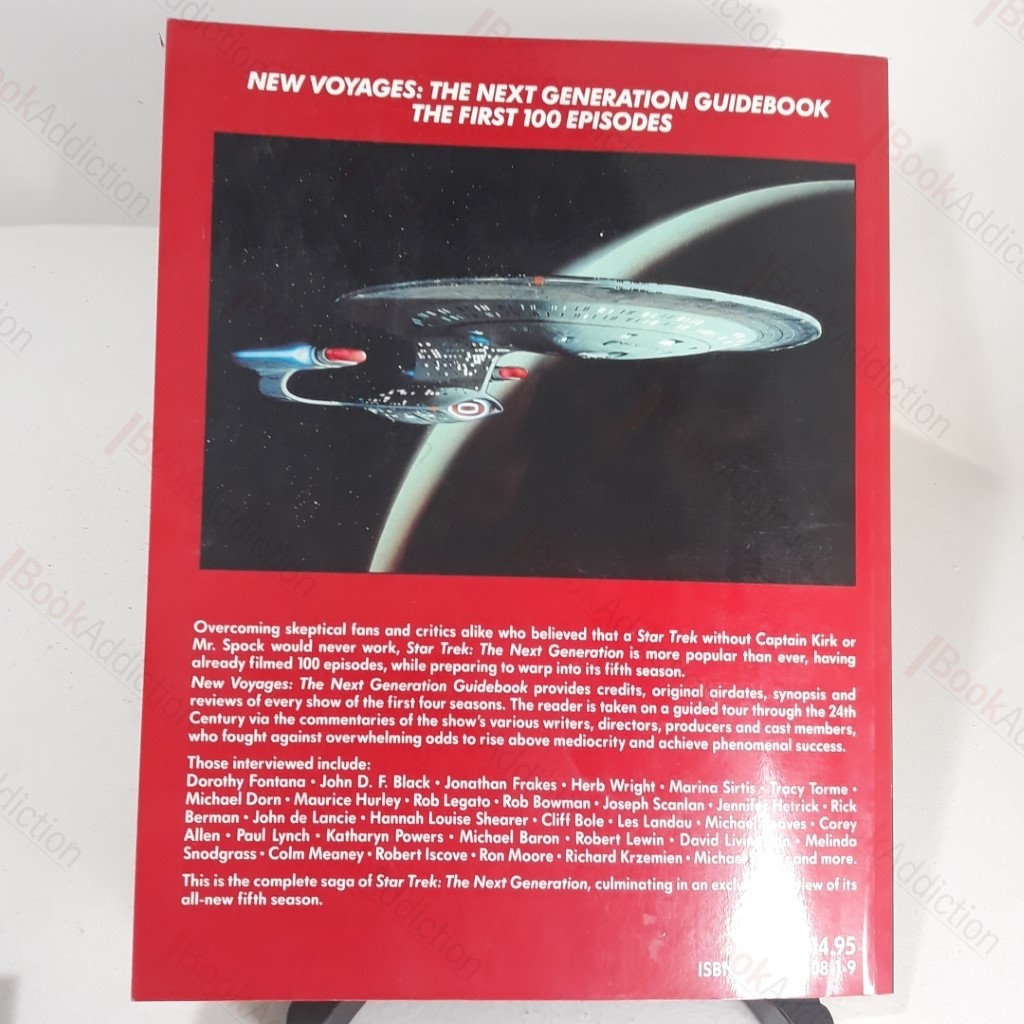 NEW VOYAGES: THE NEXT GENERATION GUIDEBOOK
THE FIRST 100 EPISODES
Overcoming skeptical fans and critics alike who believed that a Star Trek without Captain Kirk or
Mr. Spock would never work, Star Trek: The Next Generation is more popular than ever, having
already filmed 100 episodes, while preparing to warp into its fifth season.
New Voyages: The Next Generation Guidebook provides credits, original airdates, synopsis and
reviews of every show of the first four seasons. The reader is taken on a guided tour through the 24th
Century via the commentaries of the show's various writers, directors, producers and cast members,
who fought against overwhelming odds to rise above mediocrity and achieve phenomenal success.
Those interviewed include:
Dorothy Fontana • John D. F. Black • Jonathan Frakes • Herb Wright • Marina Sirtis • Tracy Torme •
Michael Dorn • Maurice Hurley • Rob Legato • Rob Bowman • Joseph Scanlan • Jennifer Hetrick • Rick
Berman • John de Lancie • Hannah Louise Shearer • Cliff Bole • Les Landau • Michael • Corey
Allen • Paul Lynch • Katharyn Powers • Michael Baron • Robert Lewin • David • Melinda
Snodgrass • Colm Meaney • Robert Iscove • Ron Moore • Richard Krzemien • Michael and more.
This is the complete saga of Star Trek: The Next Generation, culminating in an of its
all-new fifth season.
ISBN
BookAddiction